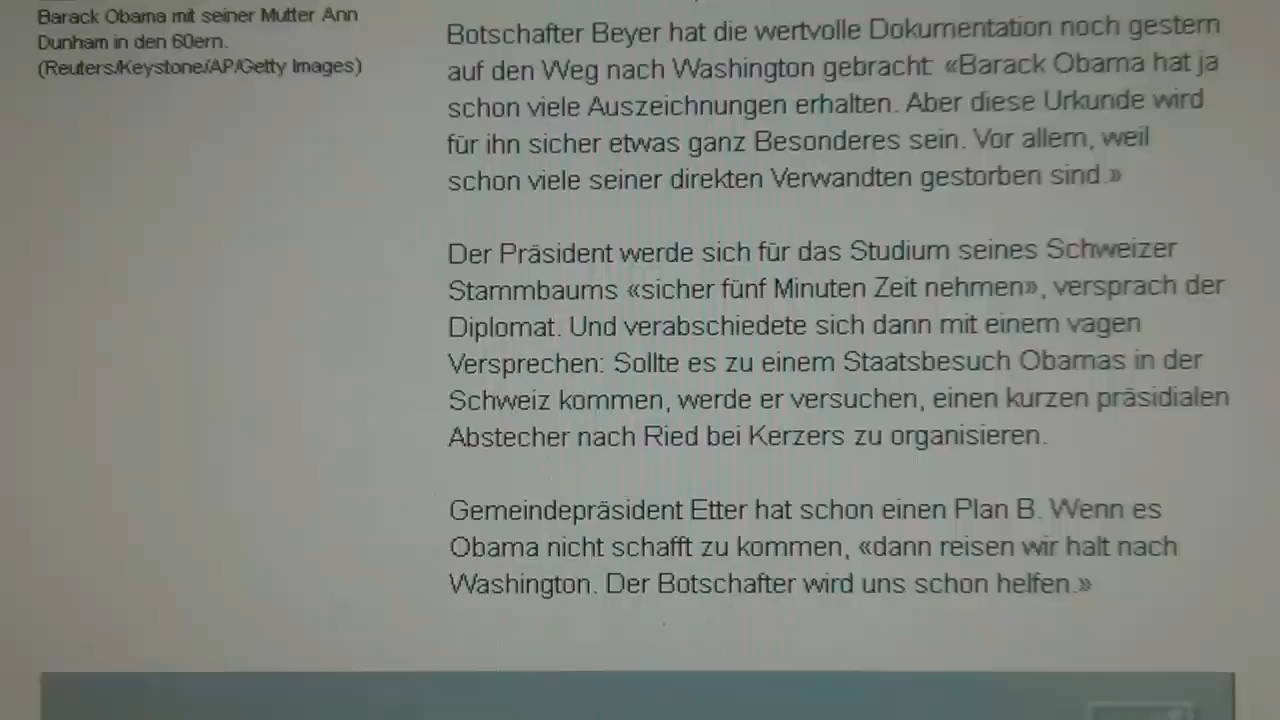 Barack Obama mit seiner Mutter Ann
Dunham in den 60ern.
(Reuters/Keystone/AP/Getty Images)
Botschafter Beyer hat die wertvolle Dokumentation noch gestern
auf den Weg nach Washington gebracht: «Barack Obama hat ja
schon viele Auszeichnungen erhalten. Aber diese Urkunde wird
für ihn sicher etwas ganz Besonderes sein. Vor allem, weil
schon viele seiner direkten Verwandten gestorben sind.»
Der Präsident werde sich für das Studium seines Schweizer
Stammbaums «sicher fünf Minuten Zeit nehmen», versprach der
Diplomat. Und verabschiedete sich dann mit einem vagen
Versprechen: Sollte es zu einem Staatsbesuch Obamas in der
Schweiz kommen, werde er versuchen, einen kurzen präsidialen
Abstecher nach Ried bei Kerzers zu organisieren.
Gemeindepräsident Etter hat schon einen Plan B. Wenn es
Obama nicht schafft zu kommen, «dann reisen wir halt nach
Washington. Der Botschafter wird uns schon helfen.»